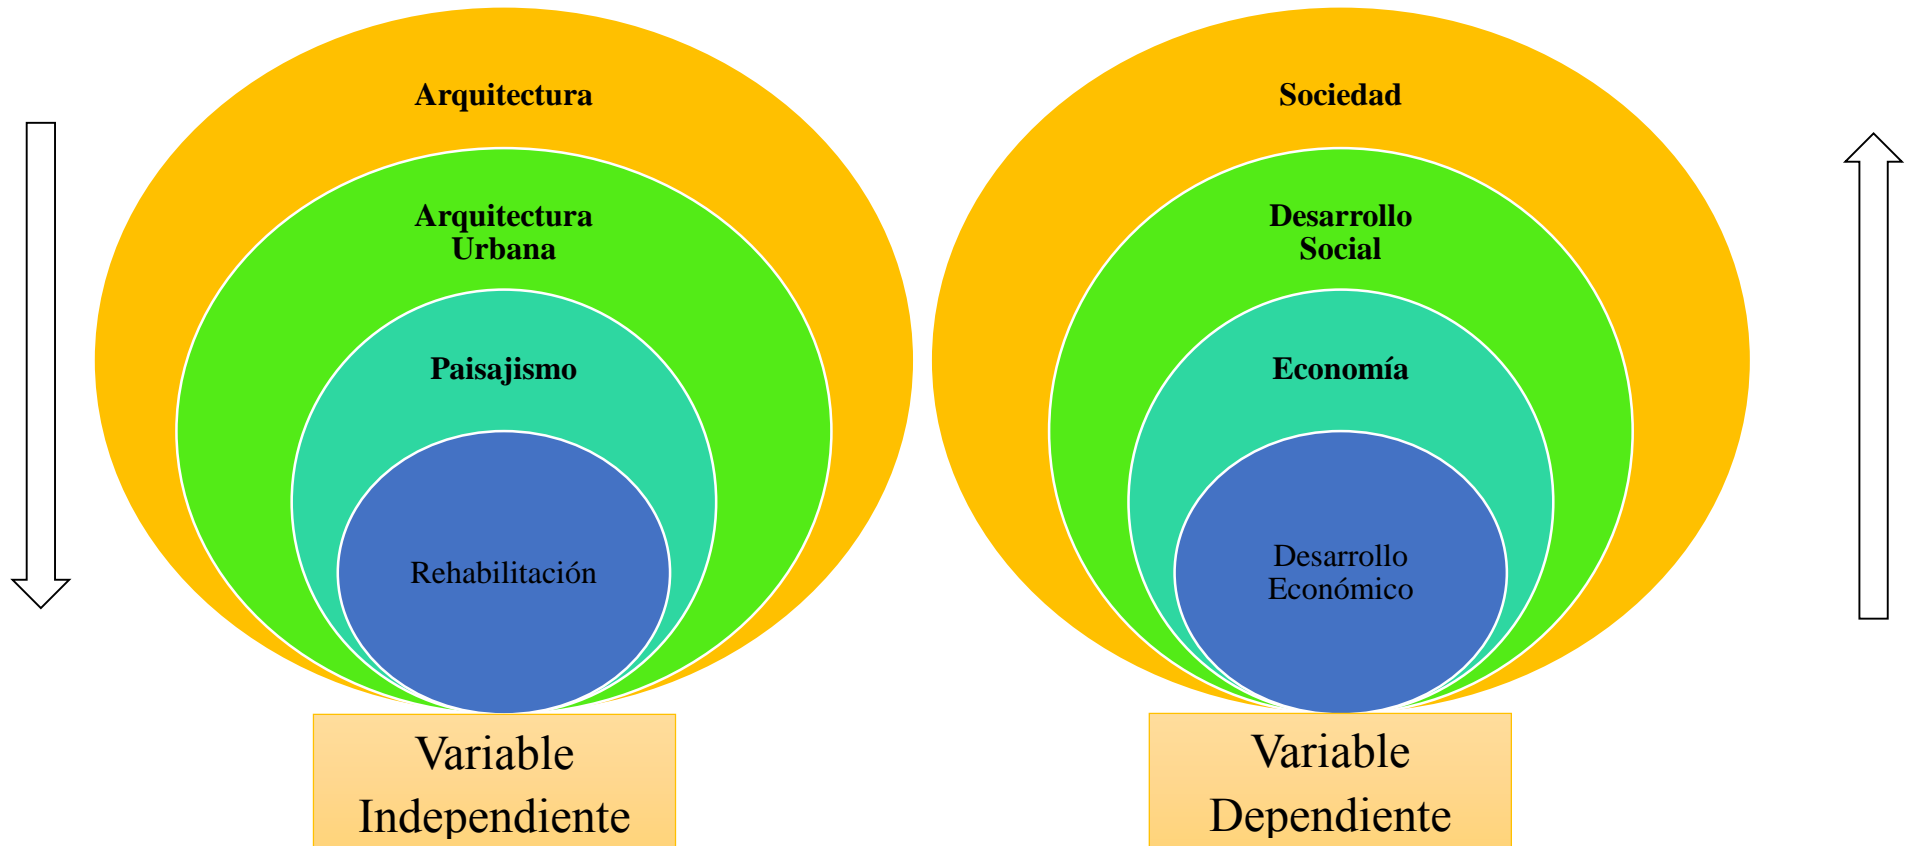 Arquitectura
Arquitectura
Urbana
Paisajismo
Rehabilitación
Variable
Independiente
Sociedad
Desarrollo
Social
Economía
Desarrollo
Económico
Variable
Dependiente